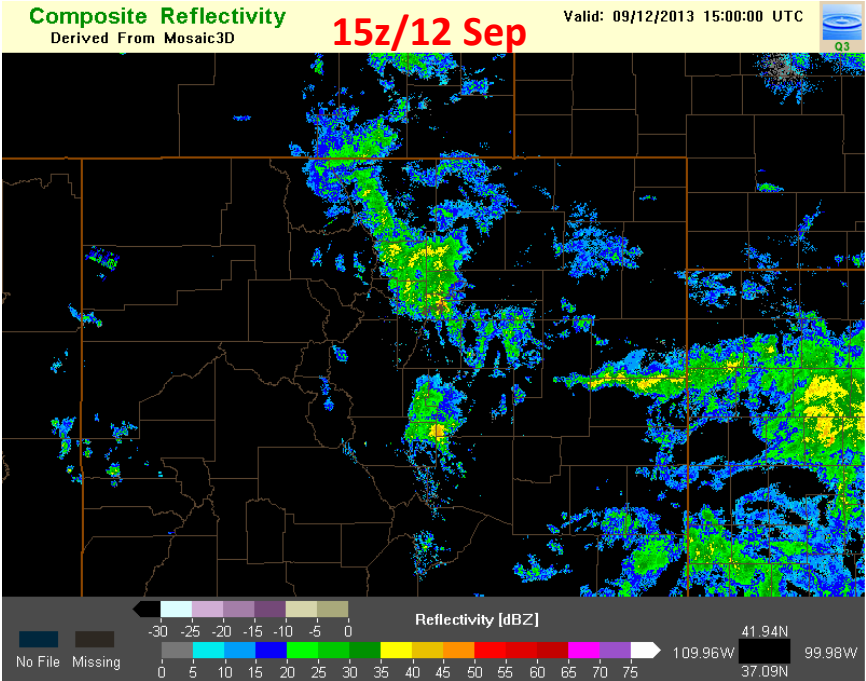 Composite Reflectivity
Derived From Mosaic3D
15z/12 Sep
Valid: 09/12/2013 15:00:00 UTC
Q3
Reflectivity [dBZ]
-30 -25 -20 -15 -10 -5 0
No File Missing
0 5 10 15 20 25 30 35 40 45 50 55 60 65 70 75
41.94N
109.96W 99.98W
37.09N